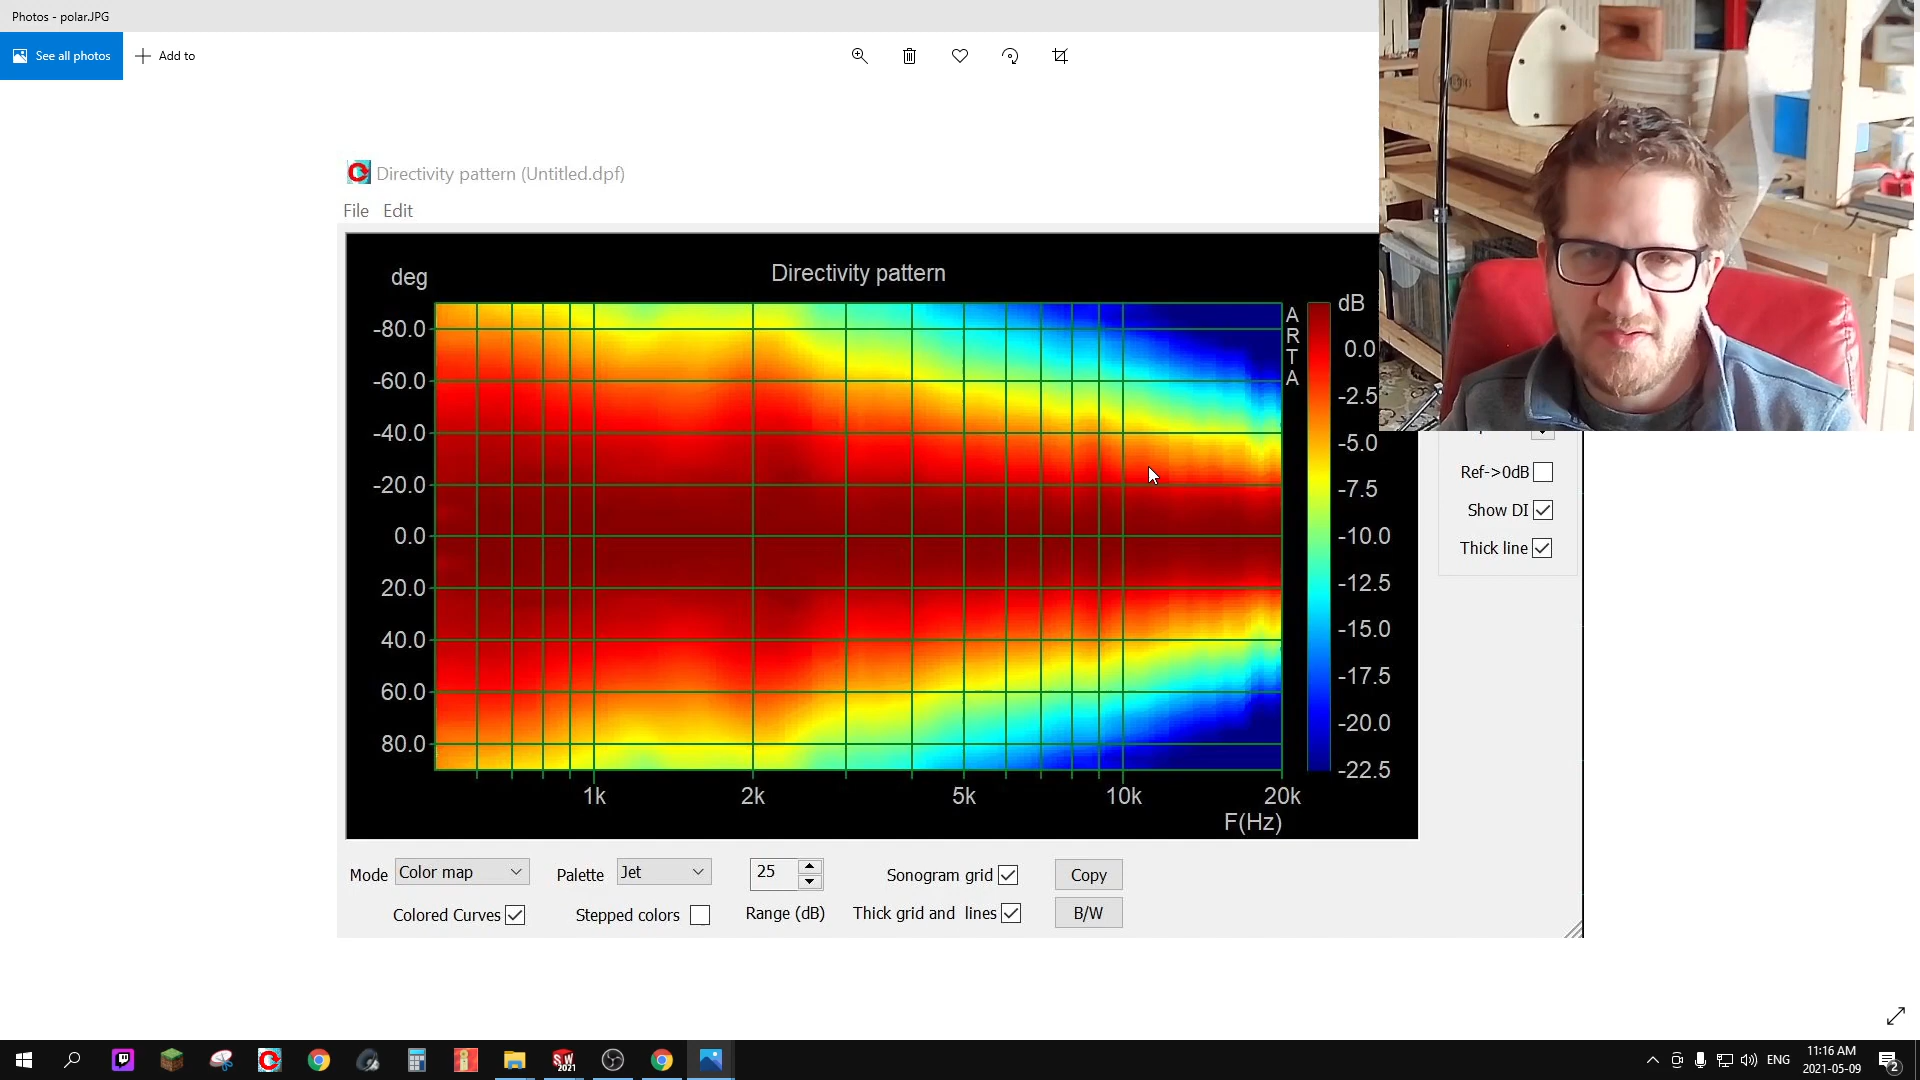 Photos - polar.JPG
See all photos
Add to
Directivity pattern (Untitled.dpf)
File Edit
deg
Directivity pattern
A
R
T
A
dB
-80.0
-60.0
-40.0
-20.0
0.0
20.0
40.0
60.0
80.0
0.0
-2.5
-5.0
-7.5
-10.0
-12.5
-15.0
-17.5
-20.0
-22.5
1k 2k 5k 10k 20k
F(Hz)
Ref->0dB
Show DI
Thick line
Mode Color map Palette Jet 25 Sonogram grid Copy
Colored Curves Stepped colors Range (dB) Thick grid and lines B/W
SW
2021
ENG
11:16 AM
2021-05-09
2